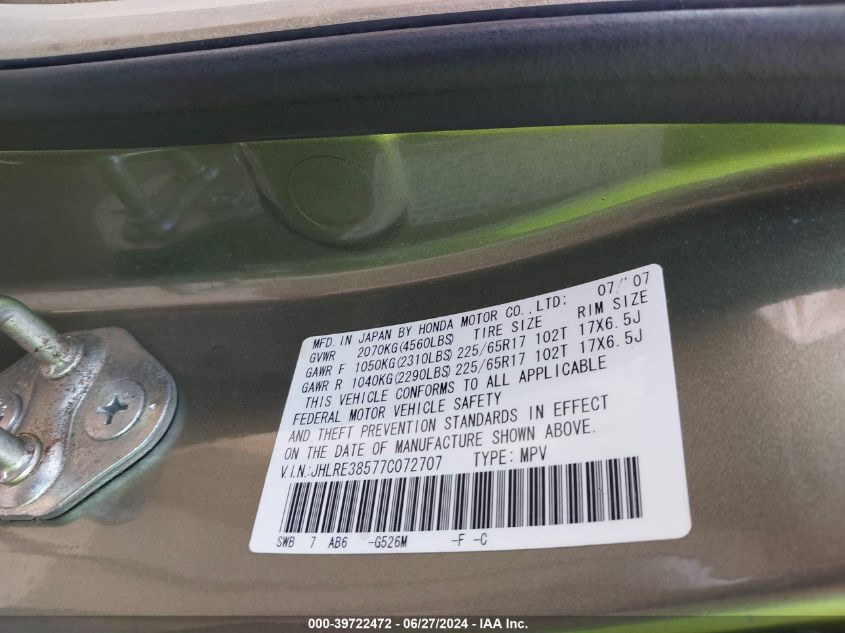 MFD. IN JAPAN BY HONDA MOTOR CO., LTD; 07/'07
GVWR 2070KG(4560LBS) TIRE SIZE RIM SIZE
GAWR F 1050KG(2310LBS) 225/65R17 102T 17X6.5J
GAWR R 1040KG(2290LBS) 225/65R17 102T 17X6.5J
THIS VEHICLE CONFORMS TO ALL APPLICABLE
FEDERAL MOTOR VEHICLE SAFETY
AND THEFT PREVENTION STANDARDS IN EFFECT
ON THE DATE OF MANUFACTURE SHOWN ABOVE.
V.I.N:JHLRE38577C072707 TYPE: MPV
SWB 7 AB6 -G526M -F -C
000-39722472 - 06/27/2024 - IAAI.com